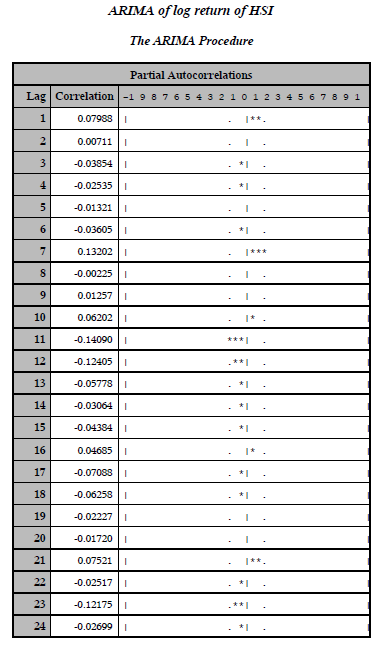 ARIMA of log return of HSI
The ARIMA Procedure
Partial Autocorrelations
Lag Correlation -1 9 8 7 6 5 4 3 2 1 0 1 2 3 4 5 6 7 8 9 1
1 0.07988 | . |**. |
2 0.00711 | . | . |
3 -0.03854 | . *| . |
4 -0.02535 | . *| . |
5 -0.01321 | . | . |
6 -0.03605 | . *| . |
7 0.13202 | . |*** |
8 -0.00225 | . | . |
9 0.01257 | . | . |
10 0.06202 | . |* . |
11 -0.14090 | ***| . |
12 -0.12405 | .**| . |
13 -0.05778 | . *| . |
14 -0.03064 | . *| . |
15 -0.04384 | . *| . |
16 0.04685 | . |* . |
17 -0.07088 | . *| . |
18 -0.06258 | . *| . |
19 -0.02227 | . | . |
20 -0.01720 | . | . |
21 0.07521 | . |**. |
22 -0.02517 | . *| . |
23 -0.12175 | .**| . |
24 -0.02699 | . *| . |